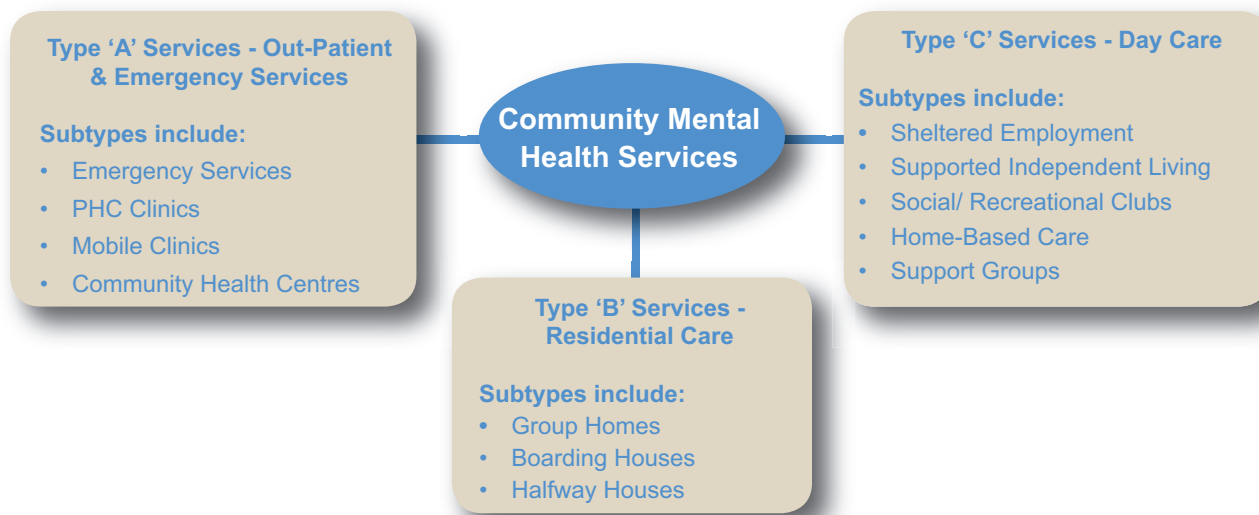 Type ‘A’ Services - Out-Patient
& Emergency Services
Subtypes include:
• Emergency Services
• PHC Clinics
• Mobile Clinics
• Community Health Centres
Community Mental
Health Services
Type ‘C’ Services - Day Care
Subtypes include:
• Sheltered Employment
• Supported Independent Living
• Social/ Recreational Clubs
• Home-Based Care
• Support Groups
Type ‘B’ Services -
Residential Care
Subtypes include:
• Group Homes
• Boarding Houses
• Halfway Houses